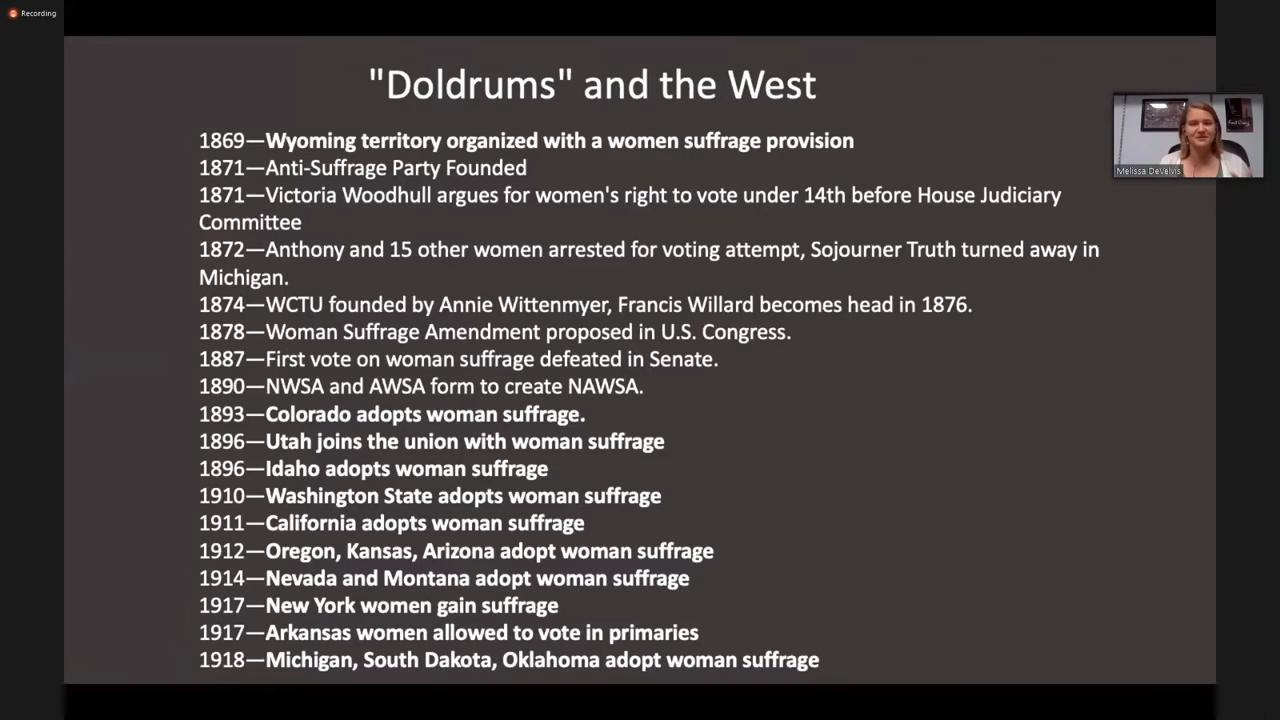 Recording
"Doldrums" and the West
1869—Wyoming territory organized with a women suffrage provision
1871—Anti-Suffrage Party Founded
1871—Victoria Woodhull argues for women's right to vote under 14th before House Judiciary
Committee
1872—Anthony and 15 other women arrested for voting attempt, Sojourner Truth turned away in
Michigan.
1874—WCTU founded by Annie Wittenmyer, Francis Willard becomes head in 1876.
1878—Woman Suffrage Amendment proposed in U.S. Congress.
1887—First vote on woman suffrage defeated in Senate.
1890—NWSA and AWSA form to create NAWSA.
1893—Colorado adopts woman suffrage.
1896—Utah joins the union with woman suffrage
1896—Idaho adopts woman suffrage
1910—Washington State adopts woman suffrage
1911—California adopts woman suffrage
1912—Oregon, Kansas, Arizona adopt woman suffrage
1914—Nevada and Montana adopt woman suffrage
1917—New York women gain suffrage
1917—Arkansas women allowed to vote in primaries
1918—Michigan, South Dakota, Oklahoma adopt woman suffrage
Melissa DeVelvis